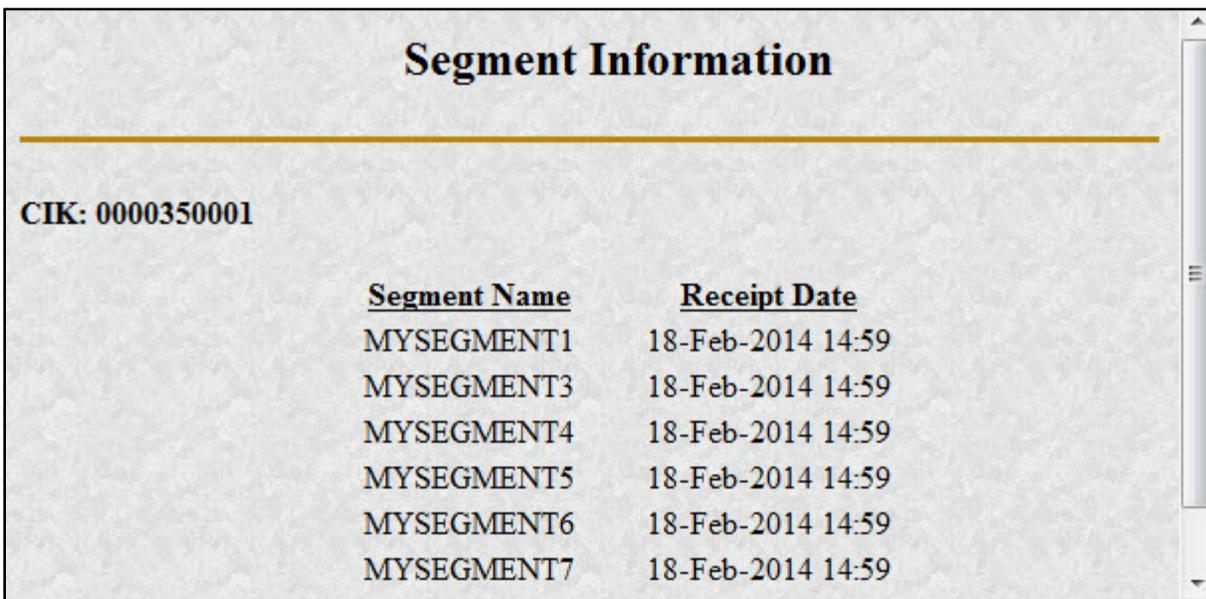 Segment Information
CIK: 0000350001
Segment Name Receipt Date
MYSEGMENT1 18-Feb-2014 14:59
MYSEGMENT3 18-Feb-2014 14:59
MYSEGMENT4 18-Feb-2014 14:59
MYSEGMENT5 18-Feb-2014 14:59
MYSEGMENT6 18-Feb-2014 14:59
MYSEGMENT7 18-Feb-2014 14:59